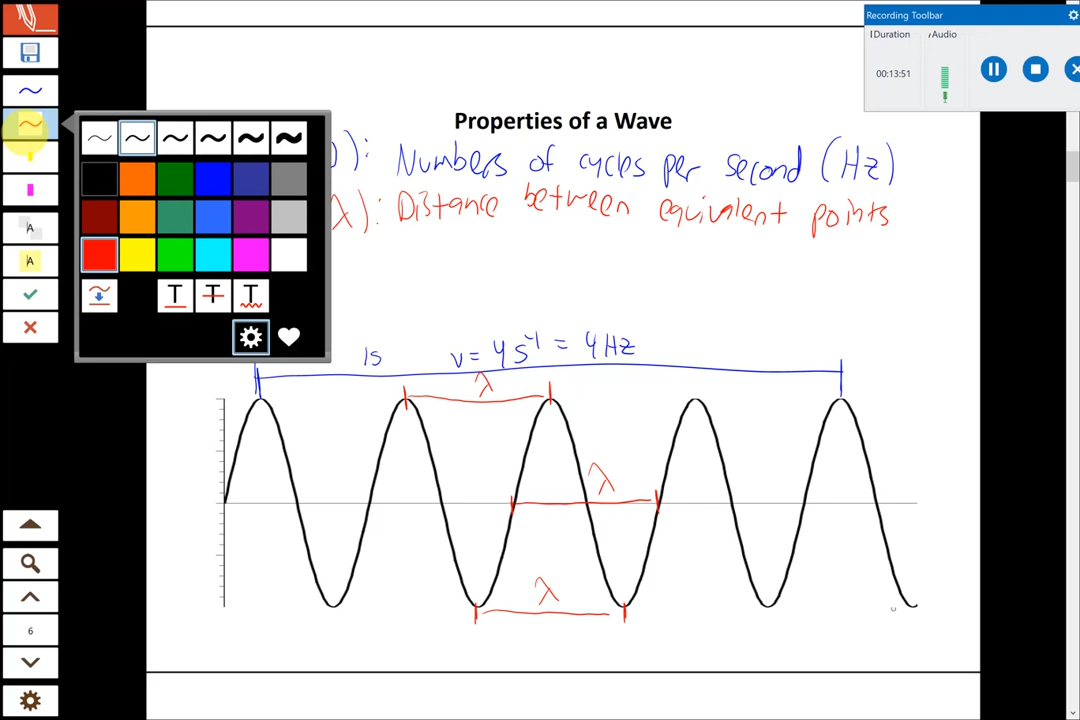 Recording Toolbar
Duration
Audio
00:13:51
Properties of a Wave
): Numbers of cycles per second (Hz)
λ): Distance between equivalent points
A
A
T T T
1s ν = 4 s⁻¹ = 4 Hz
λ
λ
λ
6